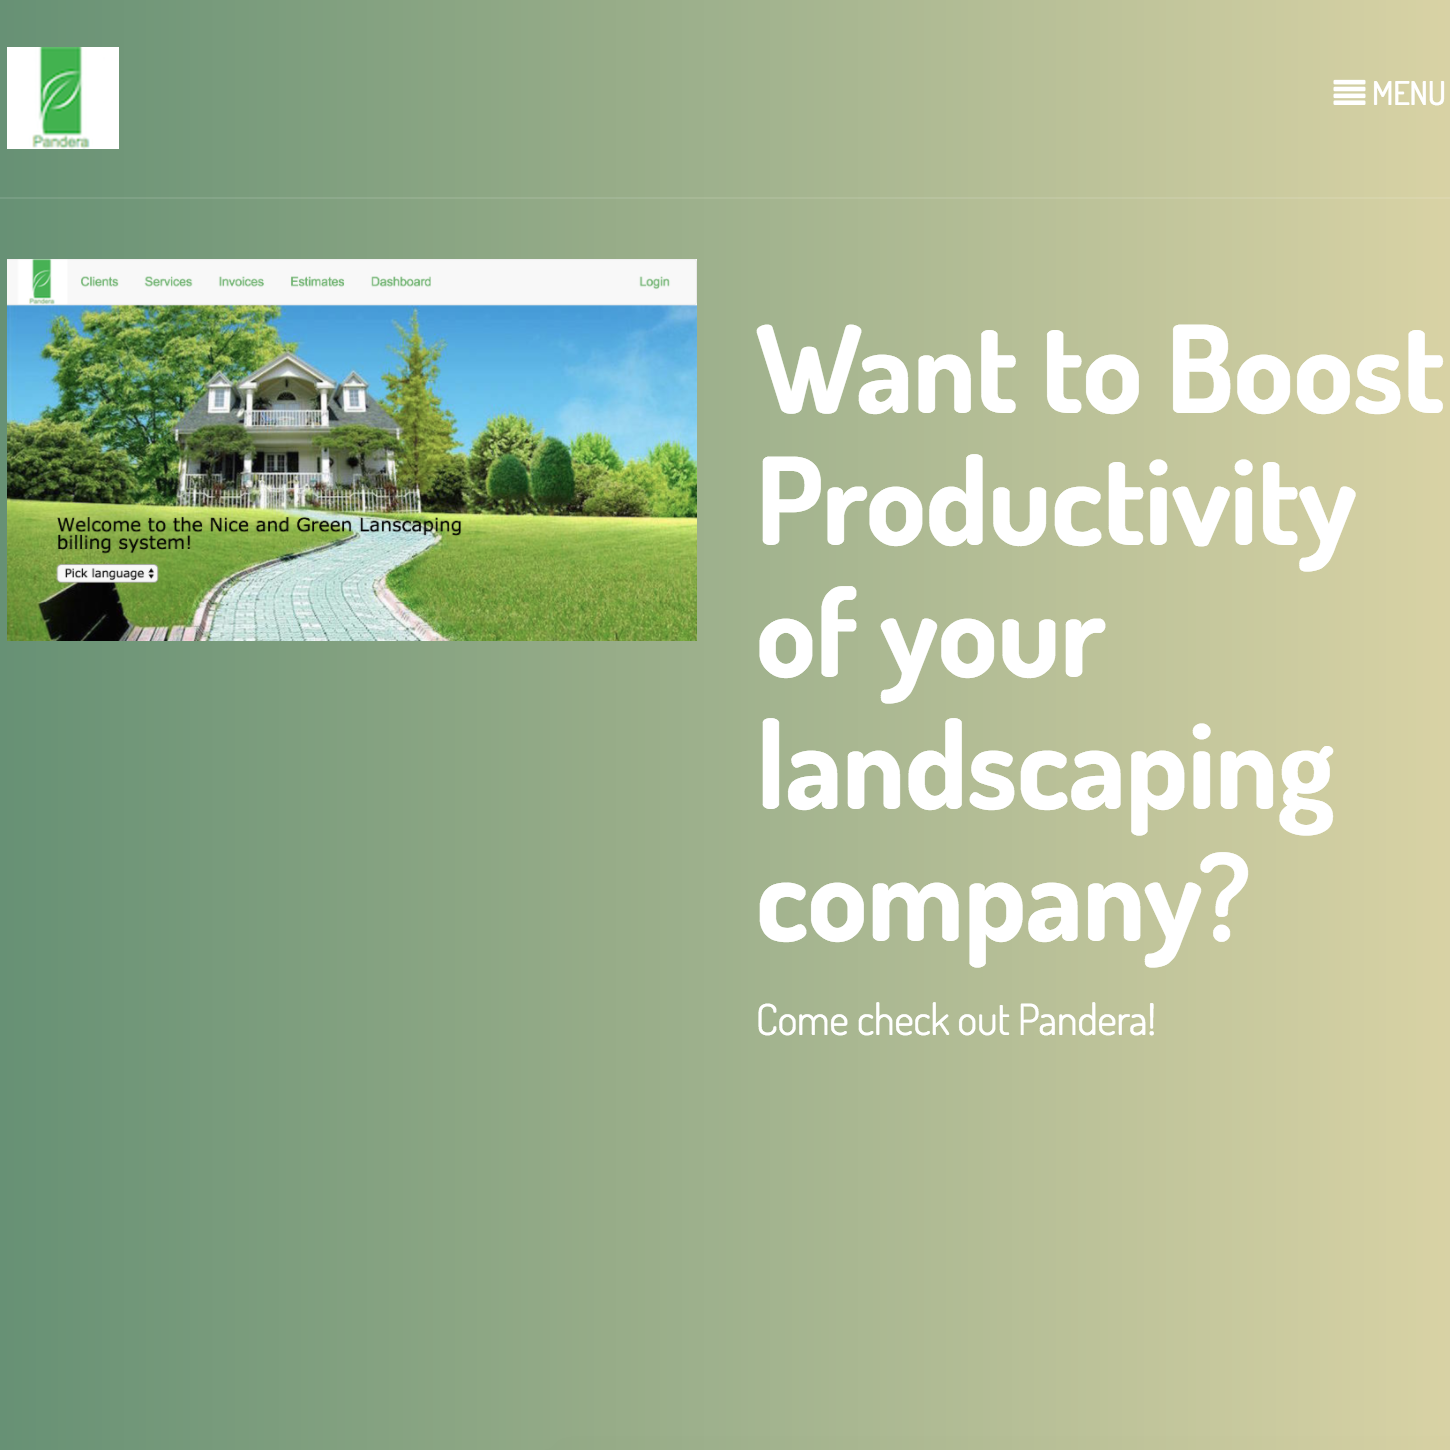 Pandera
MENU
Pandera
Clients Services Invoices Estimates Dashboard Login
Welcome to the Nice and Green Lanscaping
billing system!
Pick language
Want to Boost
Productivity
of your
landscaping
company?
Come check out Pandera!